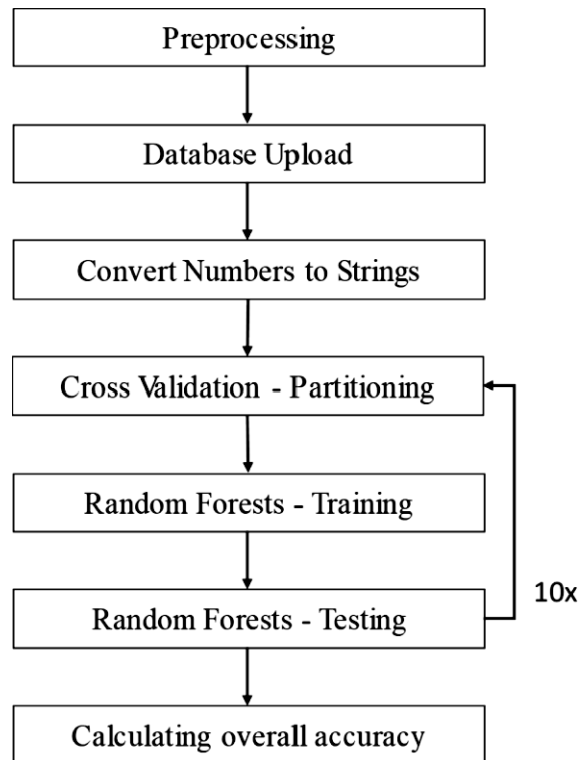 Preprocessing
Database Upload
Convert Numbers to Strings
Cross Validation - Partitioning
Random Forests - Training
10x
Random Forests - Testing
Calculating overall accuracy